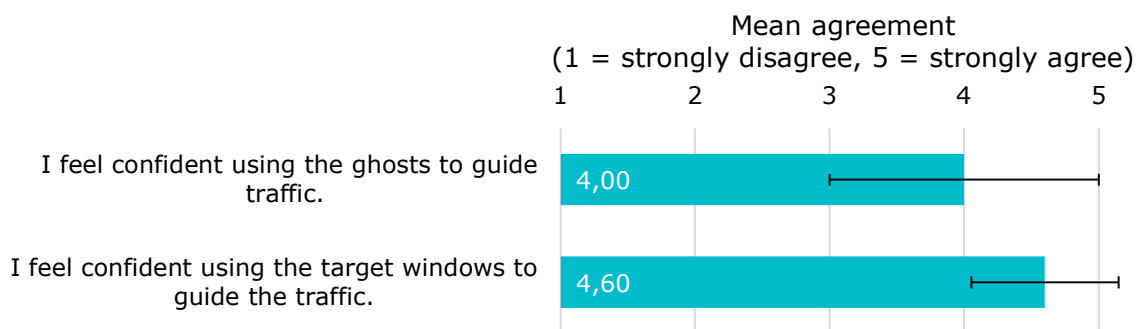 Mean agreement
(1 = strongly disagree, 5 = strongly agree)
1 2 3 4 5
I feel confident using the ghosts to guide
traffic.
4,00
I feel confident using the target windows to
guide the traffic.
4,60